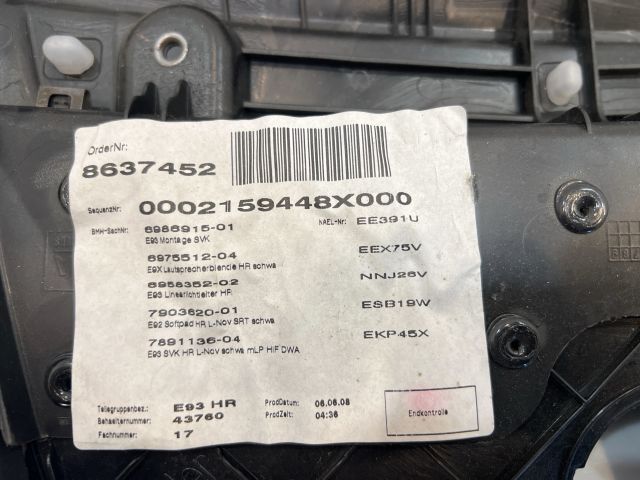 OrderNr:
8637452
SequenzNr: 0002159448X000
BMW-SachNr: 6986915-01 NAEL-Nr: EE391U
E93 Montage SVK
6975512-04 EEX75V
E9X Lautsprecherblende HR schwa
6956352-02 NNJ26V
E93 Linearlichtleiter HR
7903620-01 ESB19W
E92 Softpad HR L-Nov SRT schwa
7891136-04 EKP45X
E93 SVK HR L-Nov schwa mLP HiF DWA
Teilegruppenbez.: E93 HR ProdDatum: 06.06.08
Behaelternummer: 43760 ProdZeit: 04:36
Fachnummer: 17 Endkontrolle